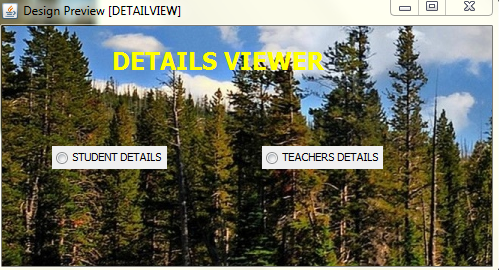 Design Preview [DETAILVIEW]
DETAILS VIEWER
STUDENT DETAILS
TEACHERS DETAILS